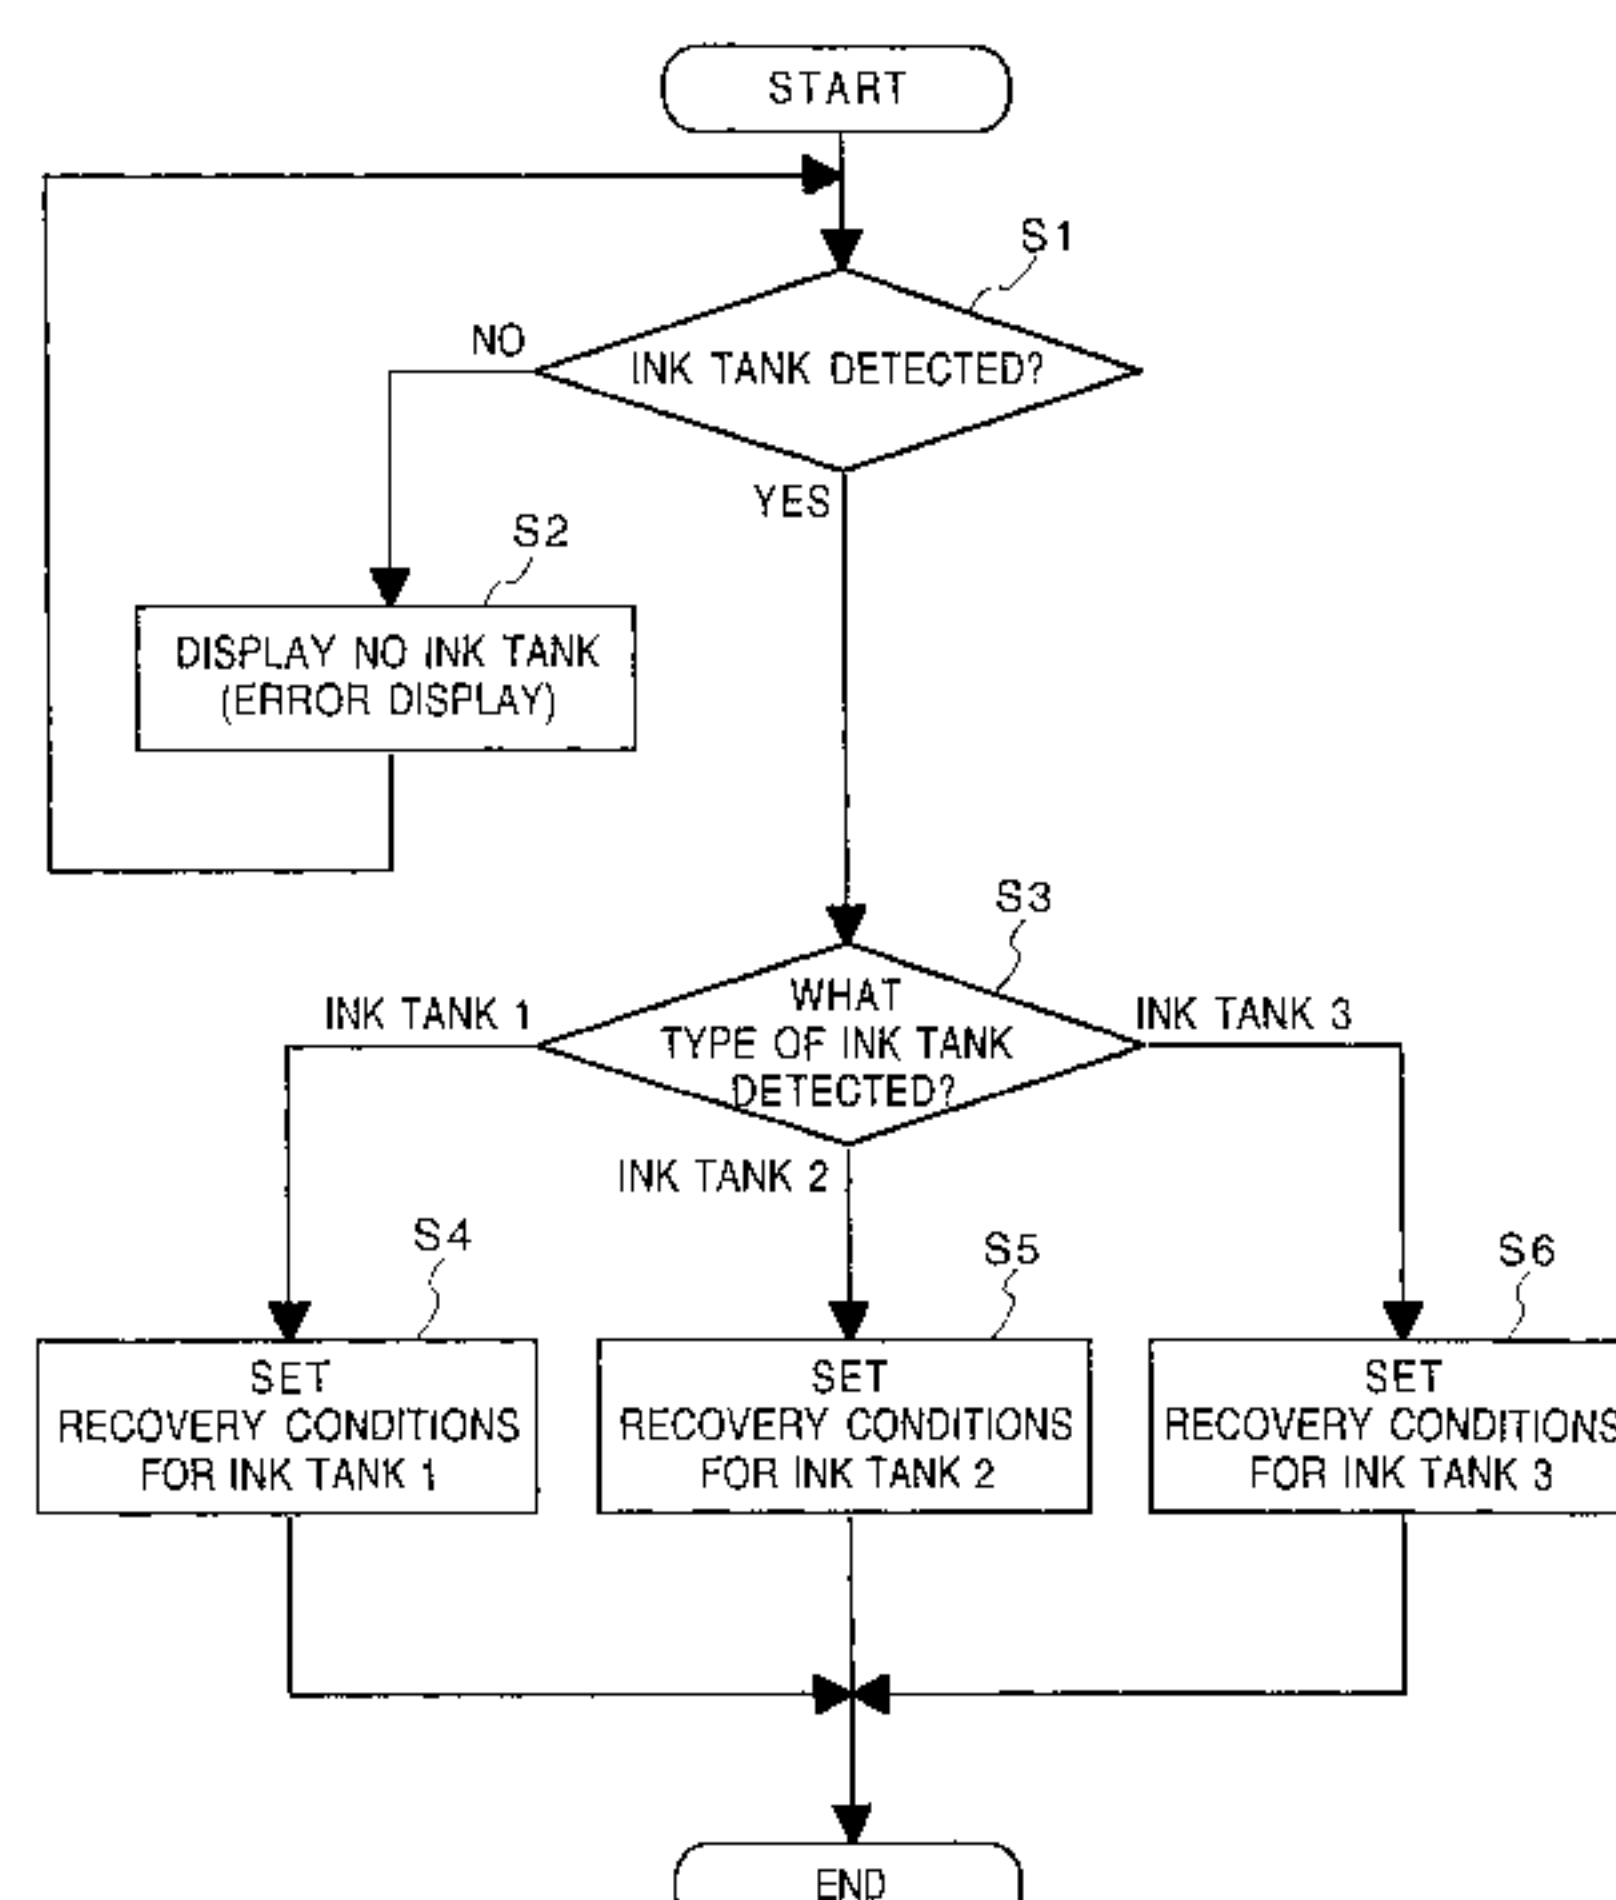 START
S1
NO
INK TANK DETECTED?
YES
S2
DISPLAY NO INK TANK
(ERROR DISPLAY)
S3
INK TANK 1
WHAT
TYPE OF INK TANK
DETECTED?
INK TANK 3
INK TANK 2
S4
S5
S6
SET
RECOVERY CONDITIONS
FOR INK TANK 1
SET
RECOVERY CONDITIONS
FOR INK TANK 2
SET
RECOVERY CONDITIONS
FOR INK TANK 3
END